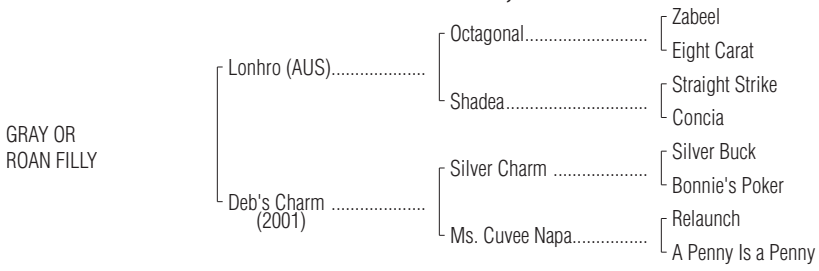 Zabeel
Octagonal........................
Eight Carat
Lonhro (AUS)....................
Straight Strike
Shadea............................
Concia
GRAY OR
ROAN FILLY
Silver Buck
Silver Charm ..................
Bonnie's Poker
Deb's Charm ..................
(2001)
Relaunch
Ms. Cuvee Napa...............
A Penny Is a Penny